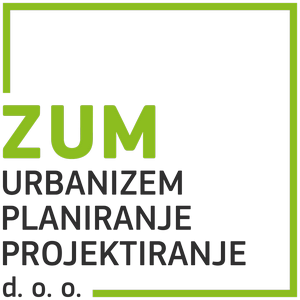 ZUM
URBANIZEM
PLANIRANJE
PROJEKTIRANJE
d. o. o.